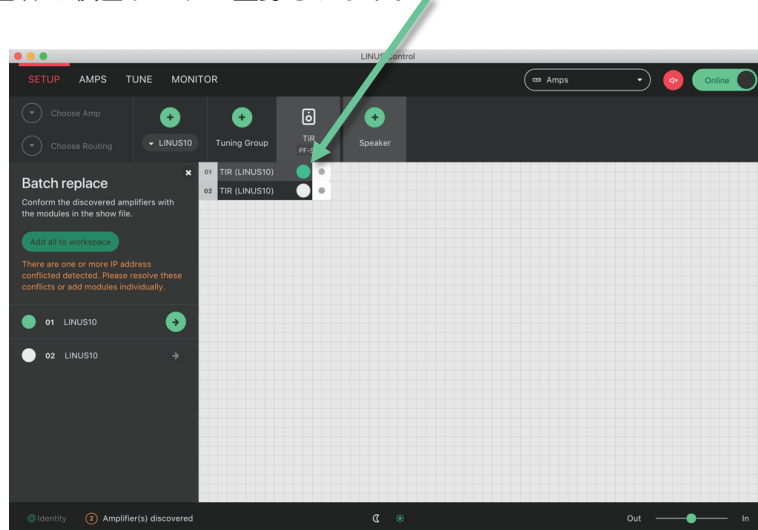 LINUS Control
SETUP AMPS TUNE MONITOR Amps Online
Choose Amp
Choose Routing
LINUS10
Tuning Group
TiR
Speaker
Batch replace
Conform the discovered amplifiers with
the modules in the show file.
Add all to workspace
There are one or more IP address
conflicted detected. Please resolve these
conflicts or add modules individually.
01 LINUS10
02 LINUS10
01 TIR (LINUS10)
02 TIR (LINUS10)
Identity 2 Amplifier(s) discovered Out In